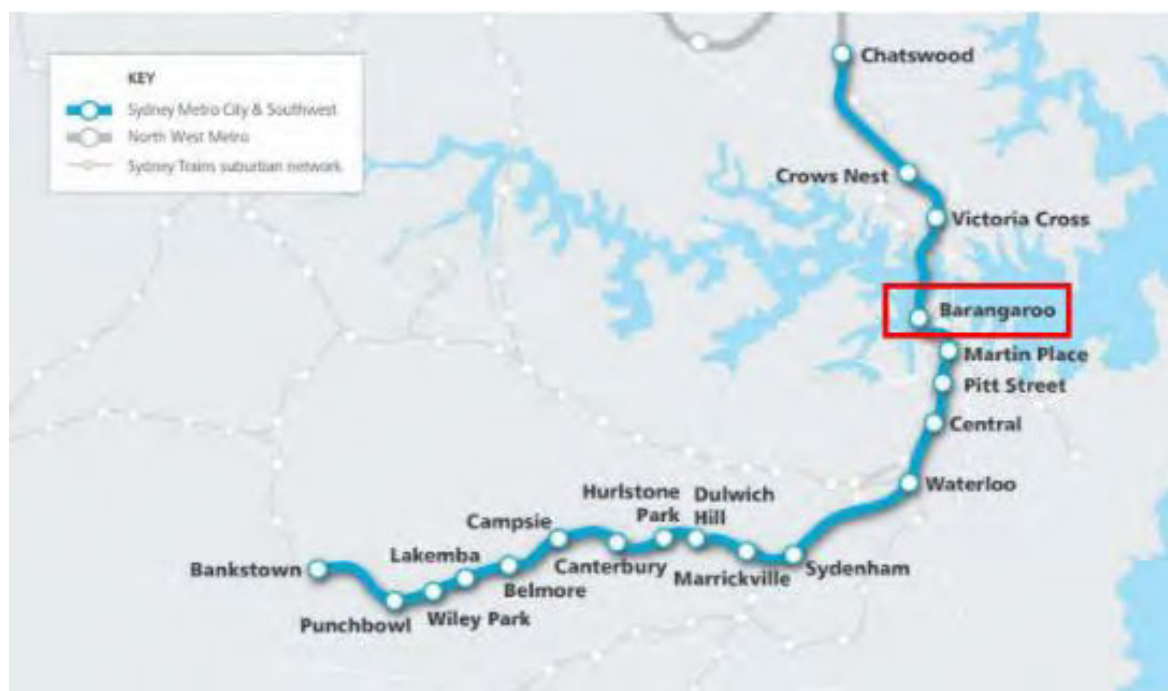 KEY
Sydney Metro City & Southwest
North West Metro
Sydney Trains suburban network
Chatswood
Crows Nest
Victoria Cross
Barangaroo
Martin Place
Pitt Street
Central
Waterloo
Hurlstone
Park
Dulwich
Hill
Campsie
Lakemba
Bankstown
Canterbury
Marrickville
Sydenham
Belmore
Wiley Park
Punchbowl